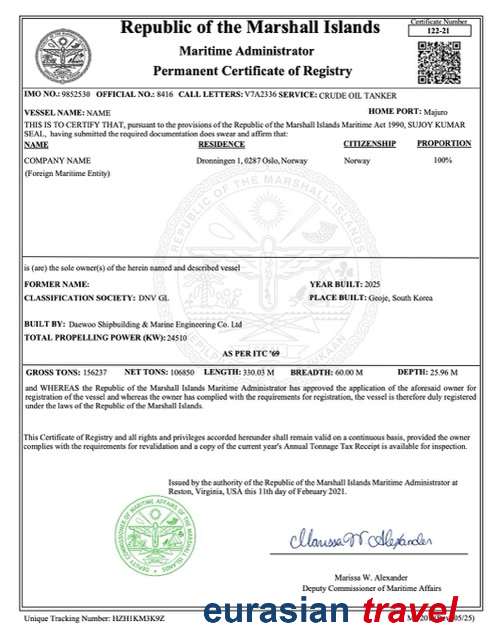 Republic of the Marshall Islands
Maritime Administrator
Permanent Certificate of Registry
Certificate Number
122-21
IMO NO.: 9852530 OFFICIAL NO.: 8416 CALL LETTERS: V7A2336 SERVICE: CRUDE OIL TANKER
VESSEL NAME: NAME HOME PORT: Majuro
THIS IS TO CERTIFY THAT, pursuant to the provisions of the Republic of the Marshall Islands Maritime Act 1990, SUJOY KUMAR
SEAL, having submitted the required documentation does swear and affirm that:
NAME RESIDENCE CITIZENSHIP PROPORTION
COMPANY NAME Dronningen 1, 0287 Oslo, Norway Norway 100%
(Foreign Maritime Entity)
is (are) the sole owner(s) of the herein named and described vessel
FORMER NAME: YEAR BUILT: 2025
CLASSIFICATION SOCIETY: DNV GL PLACE BUILT: Geoje, South Korea
BUILT BY: Daewoo Shipbuilding & Marine Engineering Co. Ltd
TOTAL PROPELLING POWER (KW): 24510
AS PER ITC '69
GROSS TONS: 156237 NET TONS: 106850 LENGTH: 330.03 M BREADTH: 60.00 M DEPTH: 25.96 M
and WHEREAS the Republic of the Marshall Islands Maritime Administrator has approved the application of the aforesaid owner for
registration of the vessel and whereas the owner has complied with the requirements for registration, the vessel is therefore duly registered
under the laws of the Republic of the Marshall Islands.
This Certificate of Registry and all rights and privileges accorded hereunder shall remain valid on a continuous basis, provided the owner
complies with the requirements for revalidation and a copy of the current year's Annual Tonnage Tax Receipt is available for inspection.
Issued by the authority of the Republic of the Marshall Islands Maritime Administrator at
Reston, Virginia, USA this 11th day of February 2021.
Marissa W Alexander
Marissa W. Alexander
Deputy Commissioner of Maritime Affairs
Unique Tracking Number: HZH1KM3K9Z
eurasian travel